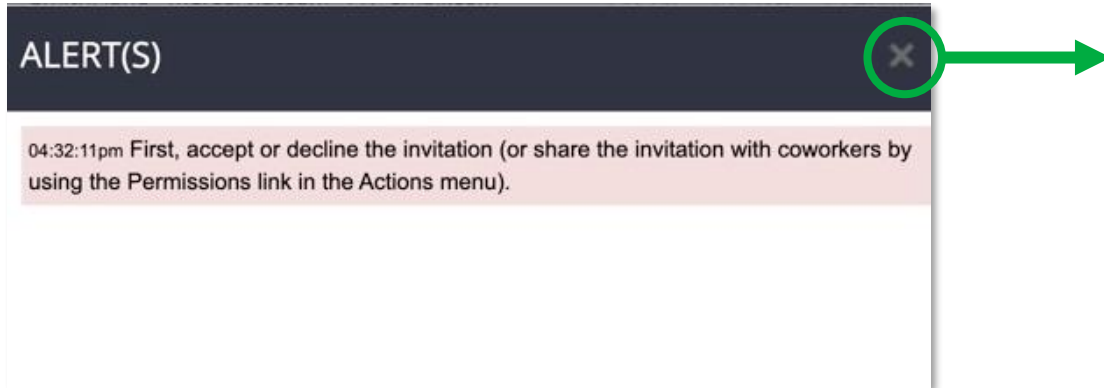 ALERT(S)
04:32:11pm First, accept or decline the invitation (or share the invitation with coworkers by
using the Permissions link in the Actions menu).